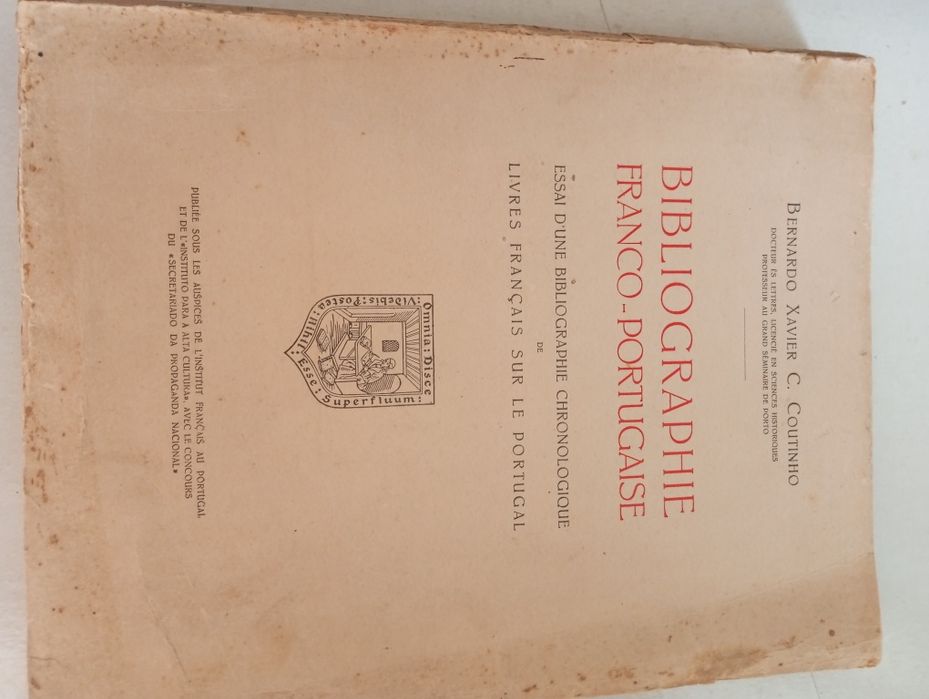 BERNARDO XAVIER C. COUTINHO
DOCTEUR ÈS LETTRES, LICENCIÉ EN SCIENCES HISTORIQUES
PROFESSEUR AU GRAND SÉMINAIRE DE PORTO
BIBLIOGRAPHIE
FRANCO-PORTUGAISE
ESSAI D'UNE BIBLIOGRAPHIE CHRONOLOGIQUE
DE
LIVRES FRANÇAIS SUR LE PORTUGAL
Omnia: Disce
:Videbis:Postea:
:Nihil:Esse:
Superfluum:
PUBLIÉE SOUS LES AUSPICES DE L'INSTITUT FRANÇAIS AU PORTUGAL
ET DE L'«INSTITUTO PARA A ALTA CULTURA», AVEC LE CONCOURS
DU «SECRETARIADO DA PROPAGANDA NACIONAL»